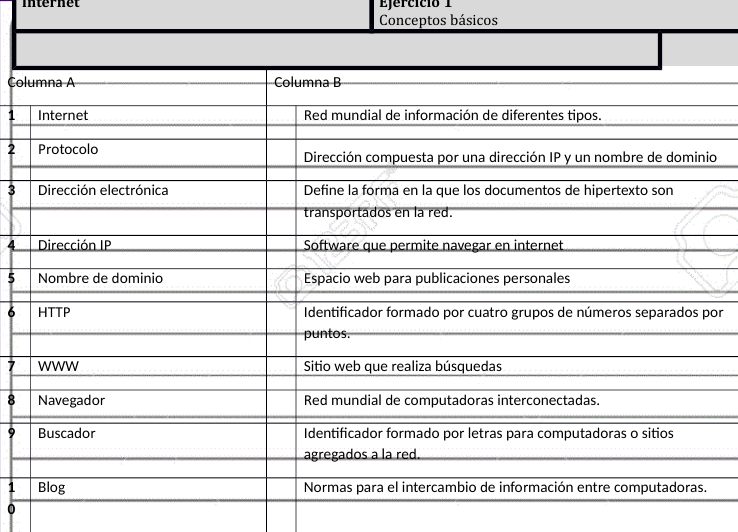 Internet Ejercicio 1
Conceptos básicos
Columna A Columna B
1 Internet Red mundial de información de diferentes tipos.
2 Protocolo Dirección compuesta por una dirección IP y un nombre de dominio
3 Dirección electrónica Define la forma en la que los documentos de hipertexto son
transportados en la red.
4 Dirección IP Software que permite navegar en internet
5 Nombre de dominio Espacio web para publicaciones personales
6 HTTP Identificador formado por cuatro grupos de números separados por
puntos.
7 WWW Sitio web que realiza búsquedas
8 Navegador Red mundial de computadoras interconectadas.
9 Buscador Identificador formado por letras para computadoras o sitios
agregados a la red.
1 Blog Normas para el intercambio de información entre computadoras.
0
123RF